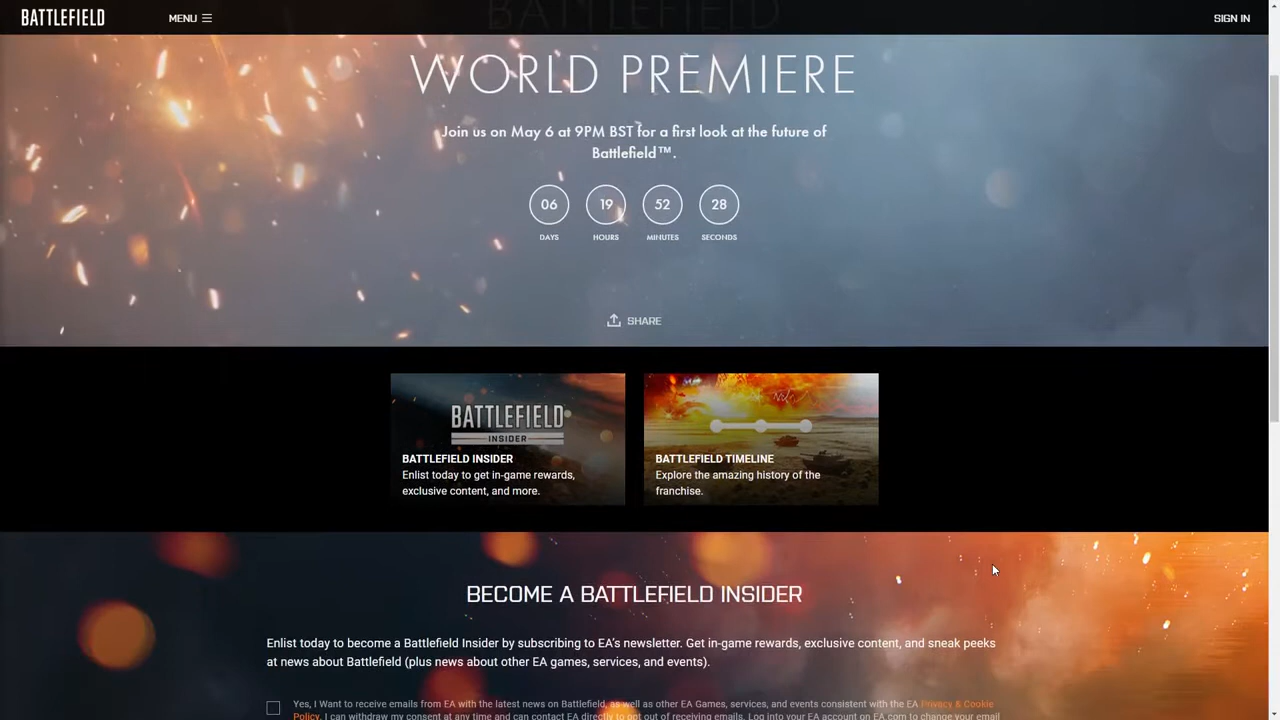 BATTLEFIELD
MENU
SIGN IN
BATTLEFIELD
WORLD PREMIERE
Join us on May 6 at 9PM BST for a first look at the future of
Battlefield™.
06 19 52 28
DAYS HOURS MINUTES SECONDS
SHARE
BATTLEFIELD
INSIDER
BATTLEFIELD INSIDER
Enlist today to get in-game rewards,
exclusive content, and more.
BATTLEFIELD TIMELINE
Explore the amazing history of the
franchise.
BECOME A BATTLEFIELD INSIDER
Enlist today to become a Battlefield Insider by subscribing to EA's newsletter. Get in-game rewards, exclusive content, and sneak peeks
at news about Battlefield (plus news about other EA games, services, and events).
Yes, I Want to receive emails from EA with the latest news on Battlefield, as well as other EA Games, services, and events consistent with the EA Privacy & Cookie
Policy. I can withdraw my consent at any time and can contact EA directly to opt out of receiving emails. Log into your EA account on EA.com to change your email